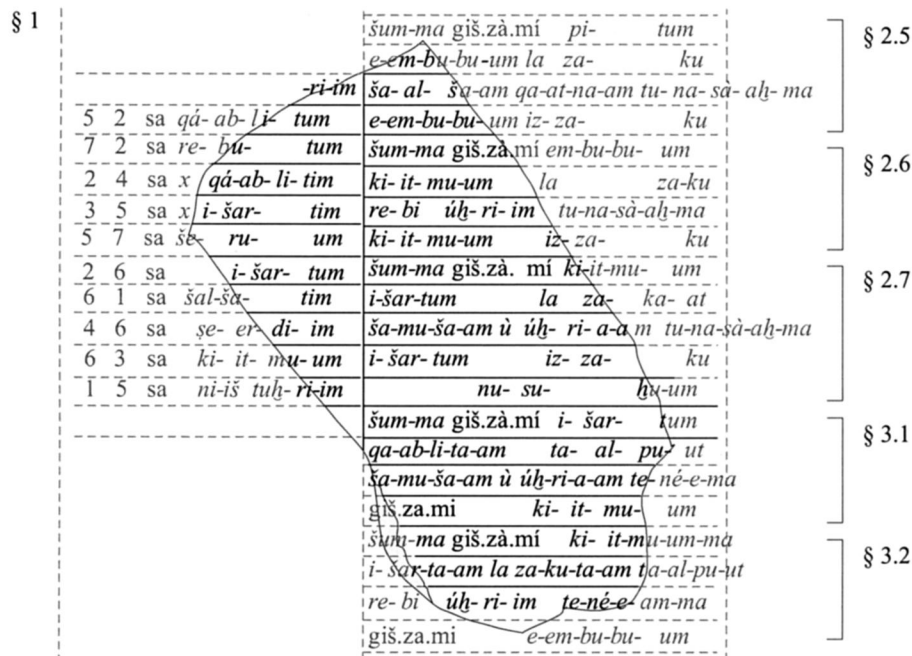 § 1
-ri-im
5 2 sa qá-ab-li-tum
7 2 sa re-bu-tum
2 4 sa x qá-ab-li-tim
3 5 sa x i-šar-tim
5 7 sa še-ru-um
2 6 sa i-šar-tum
6 1 sa šal-ša-tim
4 6 sa ṣe-er-di-im
6 3 sa ki-it-mu-um
1 5 sa ni-iš tuḫ-ri-im
šum-ma giš.zà.mí pi-tum
e-em-bu-bu-um la za-ku
ša-al-ša-am qa-at-na-am tu-na-sà-aḫ-ma
e-em-bu-bu-um iz-za-ku
§ 2.5
šum-ma giš.zà.mí em-bu-bu-um
ki-it-mu-um la za-ku
re-bi úḫ-ri-im tu-na-sà-aḫ-ma
ki-it-mu-um iz-za-ku
§ 2.6
šum-ma giš.zà.mí ki-it-mu-um
i-šar-tum la za-ka-at
ša-mu-ša-am ù úḫ-ri-a-am tu-na-sà-aḫ-ma
i-šar-tum iz-za-ku
nu-su-ḫu-um
§ 2.7
šum-ma giš.zà.mí i-šar-tum
qa-ab-li-ta-am ta-al-pu-ut
ša-mu-ša-am ù úḫ-ri-a-am te-né-e-ma
giš.za.mi ki-it-mu-um
§ 3.1
šum-ma giš.zà.mí ki-it-mu-um-ma
i-šar-ta-am la za-ku-ta-am ta-al-pu-ut
re-bi úḫ-ri-im te-né-e-am-ma
giš.za.mi e-em-bu-bu-um
§ 3.2